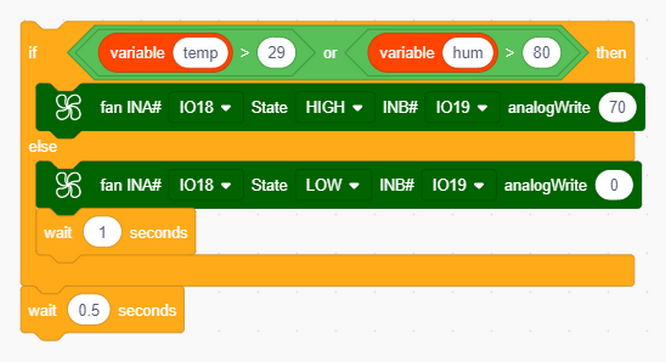 if variable temp > 29 or variable hum > 80 then
fan INA# IO18 State HIGH INB# IO19 analogWrite 70
else
fan INA# IO18 State LOW INB# IO19 analogWrite 0
wait 1 seconds
wait 0.5 seconds